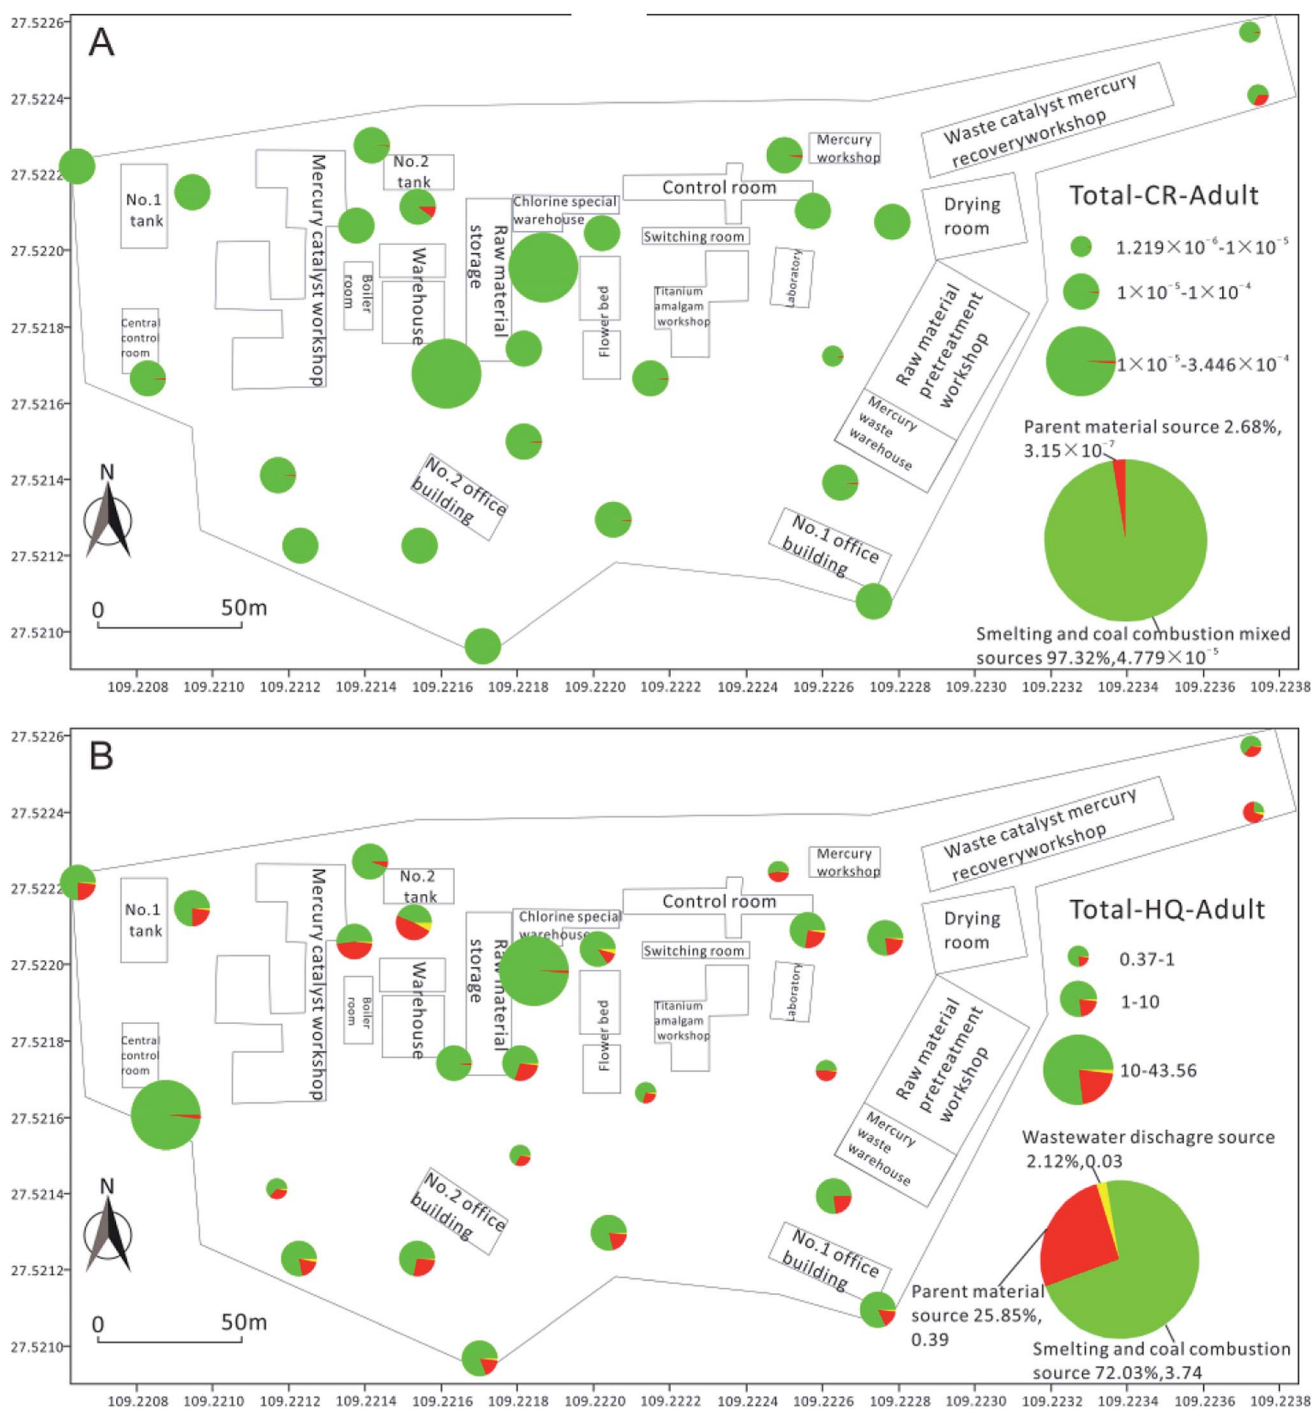 A
27.5226
27.5224
27.5222
27.5220
27.5218
27.5216
27.5214
27.5212
27.5210
No.1
tank
Mercury catalyst workshop
No.2
tank
Central
control
room
Boiler
room
Warehouse
Raw material
storage
Chlorine special
warehouse
Flower bed
Control room
Switching room
Titanium
amalgam
workshop
Laboratory
Mercury
workshop
Waste catalyst mercury
recoveryworkshop
Drying
room
Raw material
pretreatment
workshop
Mercury
waste
warehouse
No.2 office
building
No.1 office
building
N
0 50m
Total-CR-Adult
1.219×10⁻⁶-1×10⁻⁵
1×10⁻⁵-1×10⁻⁴
1×10⁻⁵-3.446×10⁻⁴
Parent material source 2.68%,
3.15×10⁻⁷
Smelting and coal combustion mixed
sources 97.32%,4.779×10⁻⁵
109.2208 109.2210 109.2212 109.2214 109.2216 109.2218 109.2220 109.2222 109.2224 109.2226 109.2228 109.2230 109.2232 109.2234 109.2236 109.2238
B
27.5226
27.5224
27.5222
27.5220
27.5218
27.5216
27.5214
27.5212
27.5210
No.1
tank
Mercury catalyst workshop
No.2
tank
Central
control
room
Boiler
room
Warehouse
Raw material
storage
Chlorine special
warehouse
Flower bed
Control room
Switching room
Titanium
amalgam
workshop
Laboratory
Mercury
workshop
Waste catalyst mercury
recoveryworkshop
Drying
room
Raw material
pretreatment
workshop
Mercury
waste
warehouse
No.2 office
building
No.1 office
building
N
0 50m
Total-HQ-Adult
0.37-1
1-10
10-43.56
Wastewater dischagre source
2.12%,0.03
Parent material
source 25.85%,
0.39
Smelting and coal combustion
source 72.03%,3.74
109.2208 109.2210 109.2212 109.2214 109.2216 109.2218 109.2220 109.2222 109.2224 109.2226 109.2228 109.2230 109.2232 109.2234 109.2236 109.2238